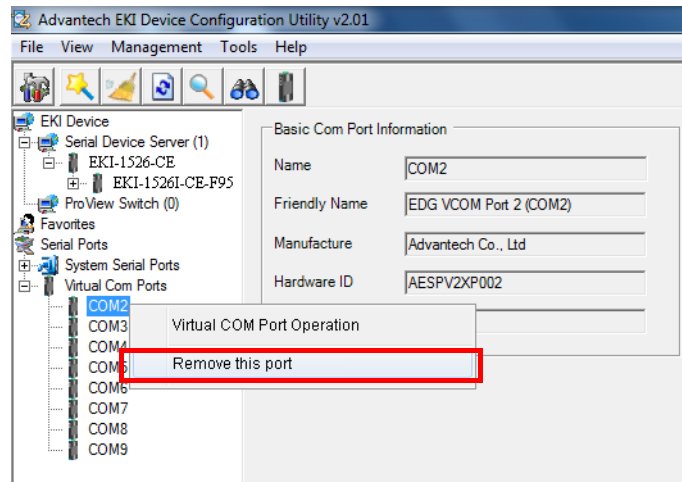 Advantech EKI Device Configuration Utility v2.01
File View Management Tools Help
EKI Device
Serial Device Server (1)
EKI-1526-CE
EKI-1526I-CE-F95
ProView Switch (0)
Favorites
Serial Ports
System Serial Ports
Virtual Com Ports
COM2
COM3
COM4
COM5
COM6
COM7
COM8
COM9
Basic Com Port Information
Name COM2
Friendly Name EDG VCOM Port 2 (COM2)
Manufacture Advantech Co., Ltd
Hardware ID AESPV2XP002
Virtual COM Port Operation
Remove this port